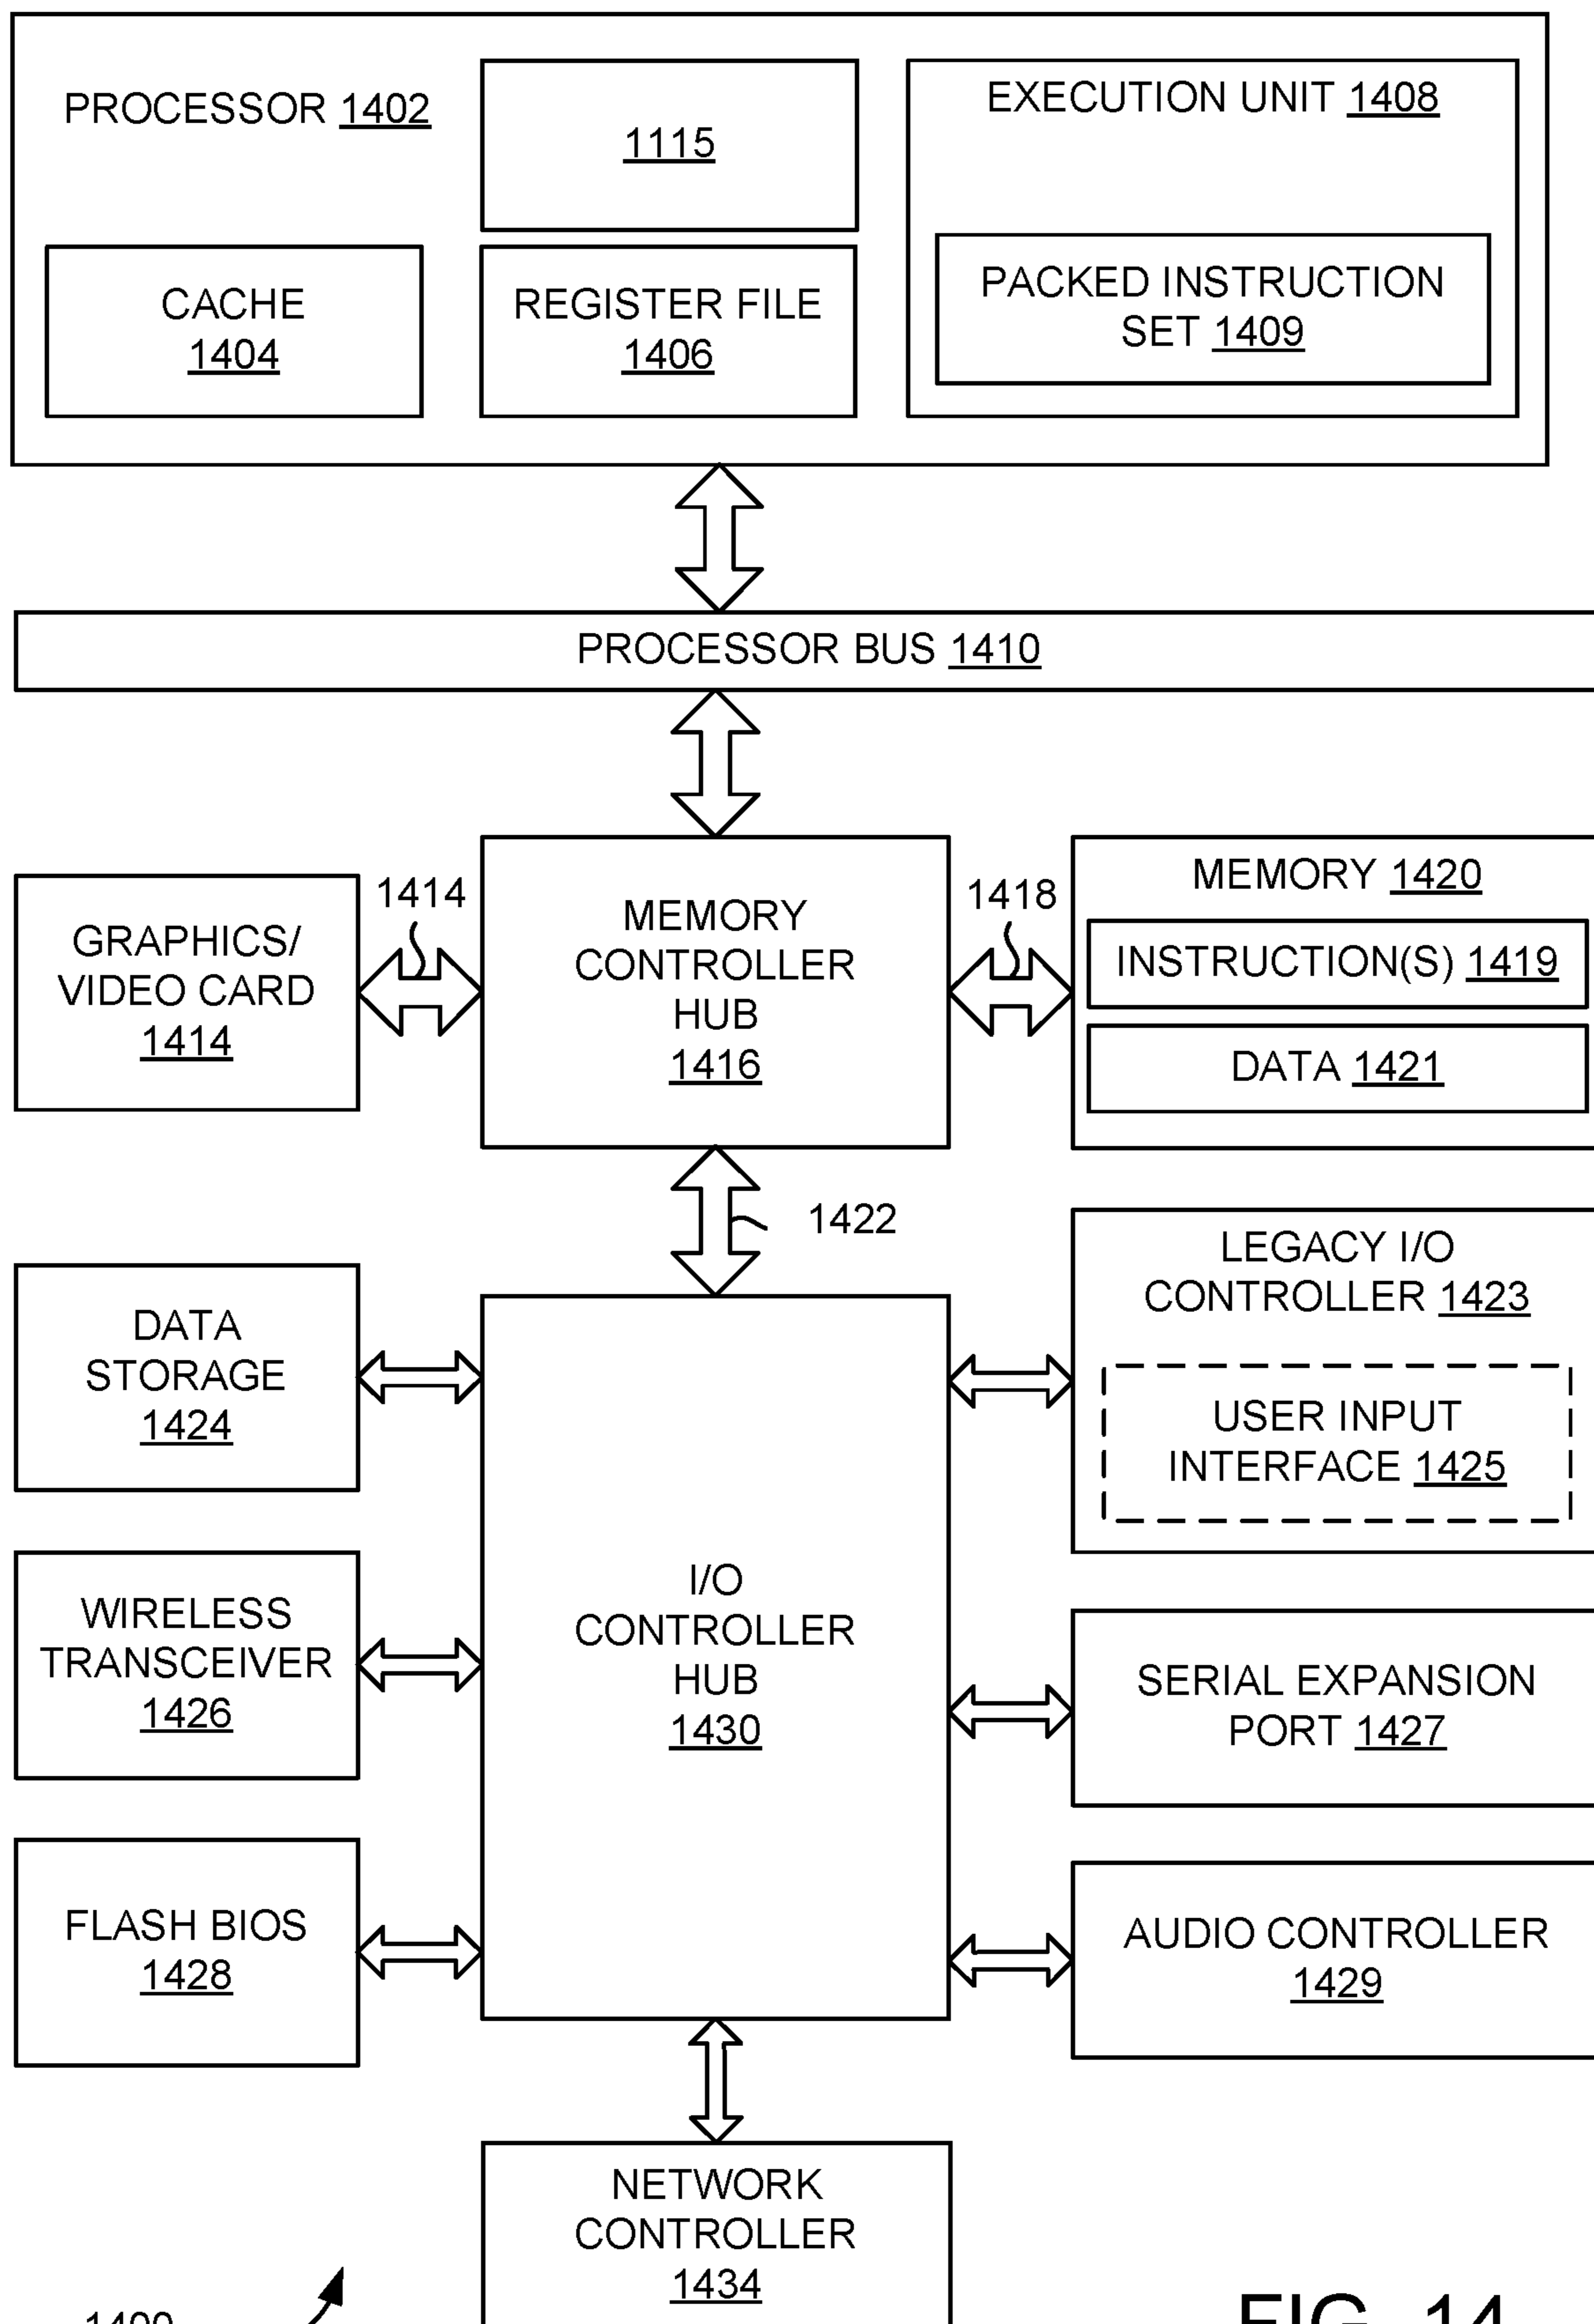 PROCESSOR 1402
1115
EXECUTION UNIT 1408
CACHE
1404
REGISTER FILE
1406
PACKED INSTRUCTION
SET 1409
PROCESSOR BUS 1410
GRAPHICS/
VIDEO CARD
1414
1414
MEMORY
CONTROLLER
HUB
1416
1418
MEMORY 1420
INSTRUCTION(S) 1419
DATA 1421
1422
DATA
STORAGE
1424
LEGACY I/O
CONTROLLER 1423
USER INPUT
INTERFACE 1425
WIRELESS
TRANSCEIVER
1426
I/O
CONTROLLER
HUB
1430
SERIAL EXPANSION
PORT 1427
FLASH BIOS
1428
AUDIO CONTROLLER
1429
NETWORK
CONTROLLER
1434
1400
FIG. 14